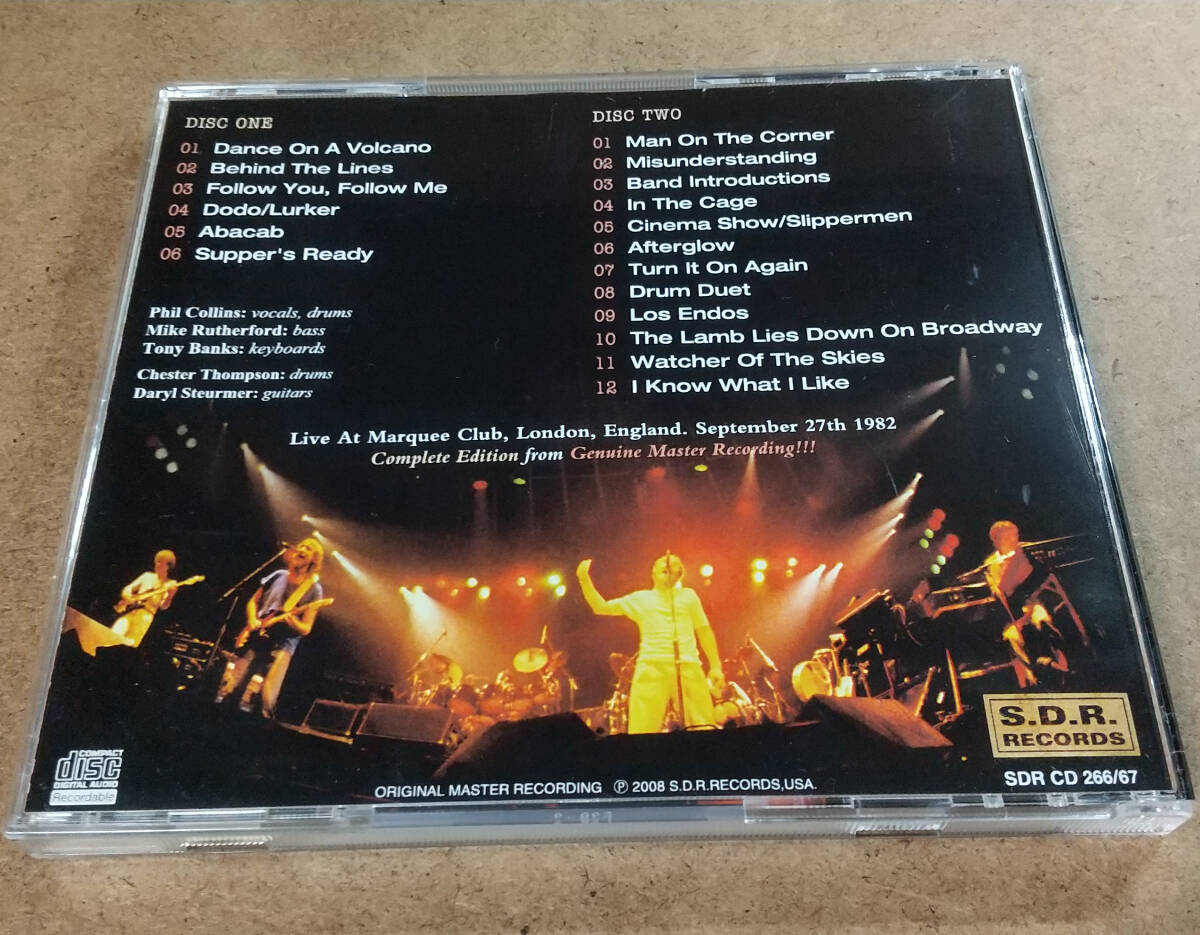 DISC ONE
01 Dance On A Volcano
02 Behind The Lines
03 Follow You, Follow Me
04 Dodo/Lurker
05 Abacab
06 Supper's Ready
Phil Collins: vocals, drums
Mike Rutherford: bass
Tony Banks: keyboards
Chester Thompson: drums
Daryl Steurmer: guitars
DISC TWO
01 Man On The Corner
02 Misunderstanding
03 Band Introductions
04 In The Cage
05 Cinema Show/Slippermen
06 Afterglow
07 Turn It On Again
08 Drum Duet
09 Los Endos
10 The Lamb Lies Down On Broadway
11 Watcher Of The Skies
12 I Know What I Like
Live At Marquee Club, London, England. September 27th 1982
Complete Edition from Genuine Master Recording!!!
S.D.R.
RECORDS
COMPACT
disc
DIGITAL AUDIO
Recordable
ORIGINAL MASTER RECORDING ℗ 2008 S.D.R.RECORDS,USA.
SDR CD 266/67